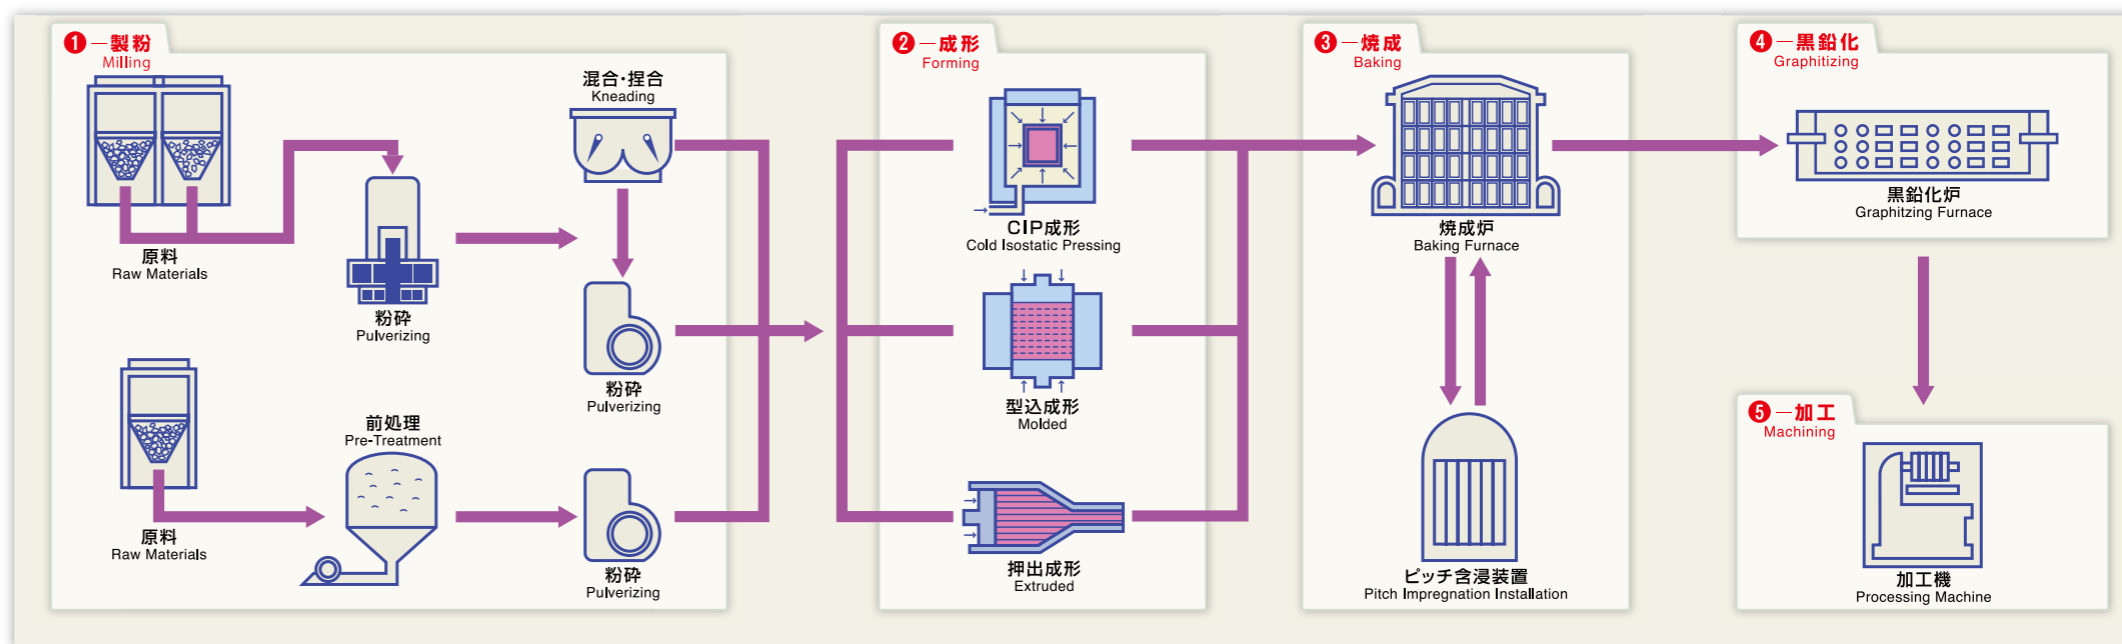 ❶ー製粉
Milling
原料
Raw Materials
粉砕
Pulverizing
混合・捏合
Kneading
粉砕
Pulverizing
原料
Raw Materials
前処理
Pre-Treatment
粉砕
Pulverizing
❷ー成形
Forming
CIP成形
Cold Isostatic Pressing
型込成形
Molded
押出成形
Extruded
❸ー焼成
Baking
焼成炉
Baking Furnace
ピッチ含浸装置
Pitch Impregnation Installation
❹ー黒鉛化
Graphitizing
黒鉛化炉
Graphitzing Furnace
❺ー加工
Machining
加工機
Processing Machine